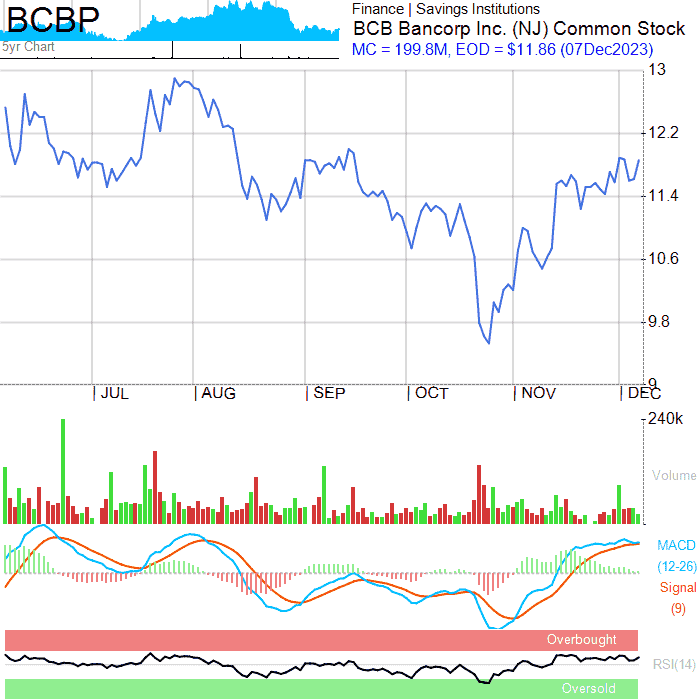 BCBP
5yr Chart
Finance | Savings Institutions
BCB Bancorp Inc. (NJ) Common Stock
MC = 199.8M, EOD = $11.86 (07Dec2023)
13
12.2
11.4
10.6
9.8
9
JUL AUG SEP OCT NOV DEC
240k
Volume
MACD
(12-26)
Signal
(9)
Overbought
RSI(14)
Oversold